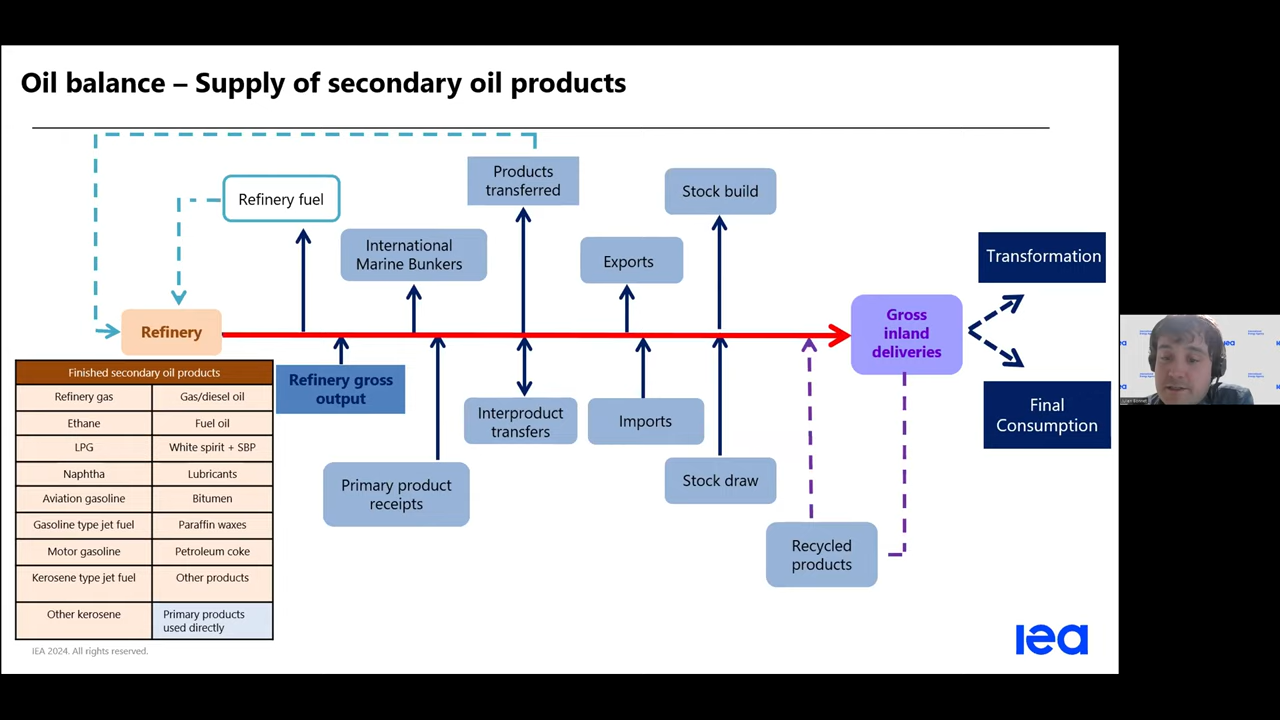 Oil balance – Supply of secondary oil products
Products
transferred
Stock build
Refinery fuel
International
Marine Bunkers
Exports
Transformation
Refinery
Gross
inland
deliveries
Refinery gross
output
Interproduct
transfers
Imports
Final
Consumption
Primary product
receipts
Stock draw
Recycled
products
Finished secondary oil products
Refinery gas
Gas/diesel oil
Ethane
Fuel oil
LPG
White spirit + SBP
Naphtha
Lubricants
Aviation gasoline
Bitumen
Gasoline type jet fuel
Paraffin waxes
Motor gasoline
Petroleum coke
Kerosene type jet fuel
Other products
Other kerosene
Primary products
used directly
IEA 2024. All rights reserved.
iea